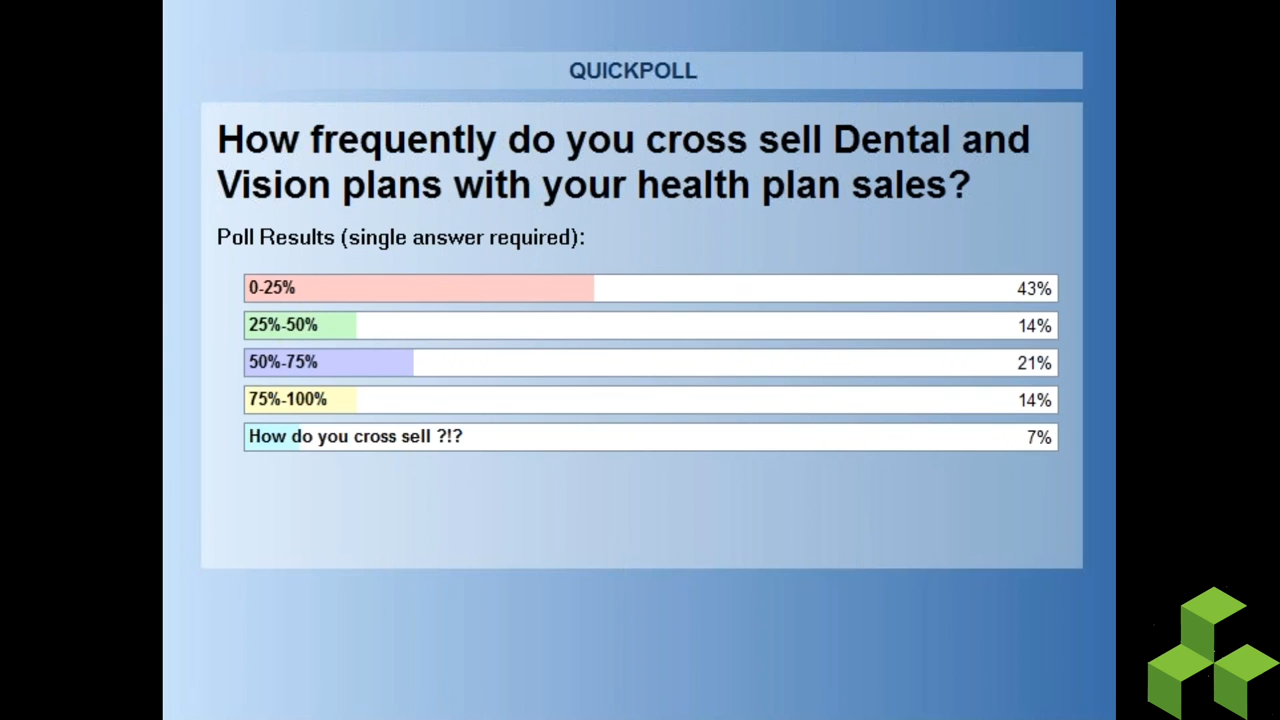 QUICKPOLL
How frequently do you cross sell Dental and
Vision plans with your health plan sales?
Poll Results (single answer required):
0-25% 43%
25%-50% 14%
50%-75% 21%
75%-100% 14%
How do you cross sell ?!? 7%